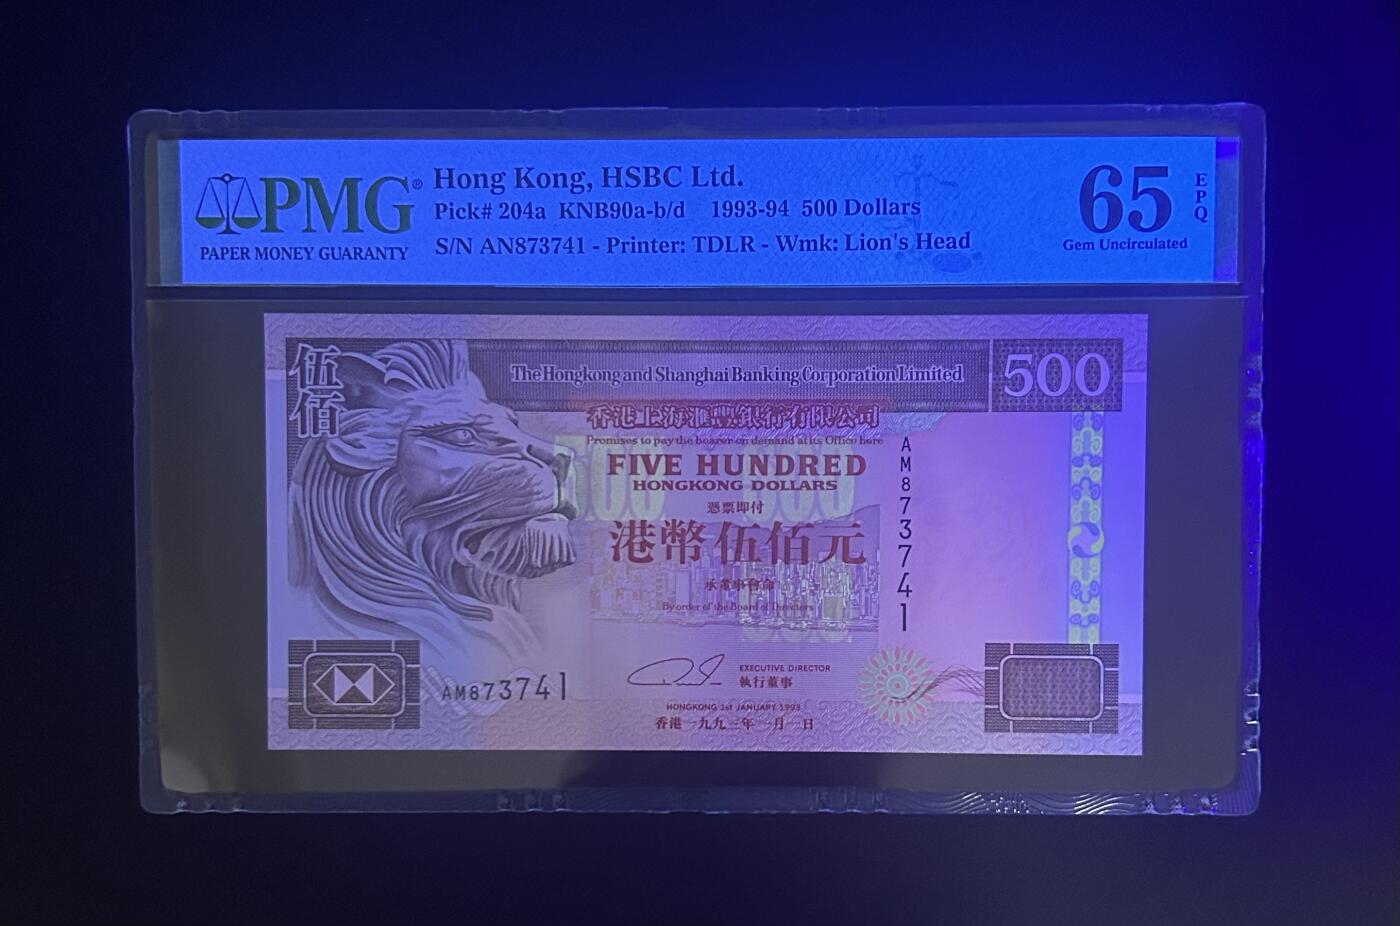 PMG®
PAPER MONEY GUARANTY
Hong Kong, HSBC Ltd.
Pick# 204a KNB90a-b/d 1993-94 500 Dollars
S/N AN873741 - Printer: TDLR - Wmk: Lion's Head
65
EPQ
Gem Uncirculated
伍佰
The Hongkong and Shanghai Banking Corporation Limited
500
香港上海滙豐銀行有限公司
Promises to pay the bearer on demand at its Office here
FIVE HUNDRED
HONGKONG DOLLARS
憑票即付
港幣伍佰元
承董事會命
By order of the Board of Directors
AM873741
AM873741
EXECUTIVE DIRECTOR
執行董事
HONGKONG 1st JANUARY 1993
香港一九九三年一月一日